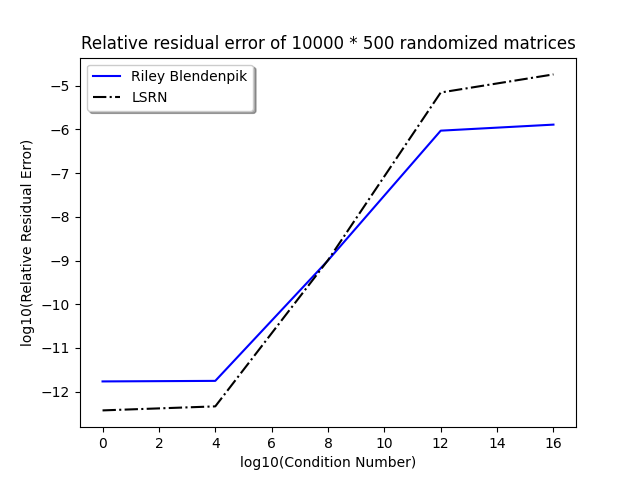 Relative residual error of 10000 * 500 randomized matrices
Riley Blendenpik
LSRN
log10(Relative Residual Error)
−5
−6
−7
−8
−9
−10
−11
−12
0 2 4 6 8 10 12 14 16
log10(Condition Number)